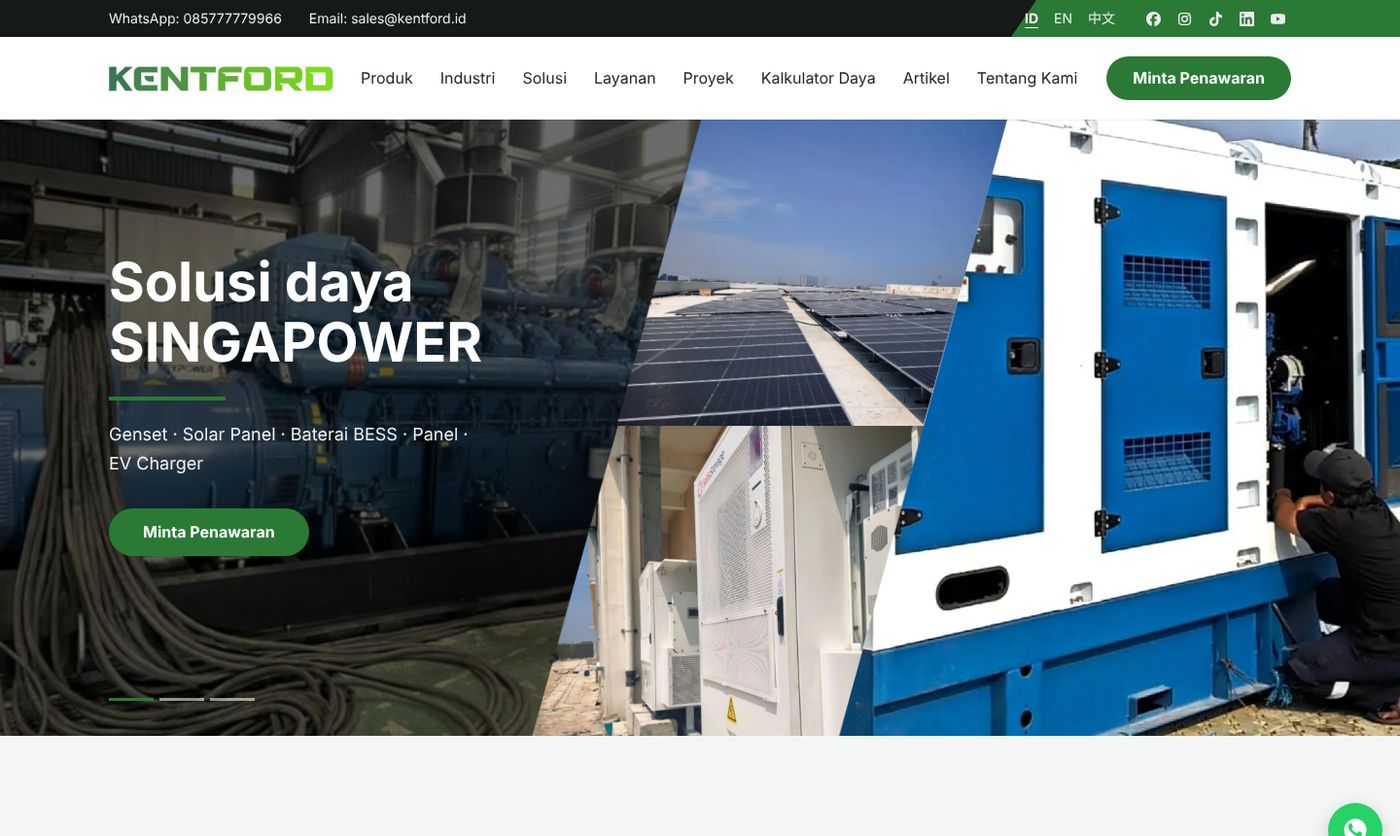 WhatsApp: 085777779966 Email: sales@kentford.id ID EN 中文
KENTFORD Produk Industri Solusi Layanan Proyek Kalkulator Daya Artikel Tentang Kami Minta Penawaran
Solusi daya
SINGAPOWER
Genset · Solar Panel · Baterai BESS · Panel ·
EV Charger
Minta Penawaran